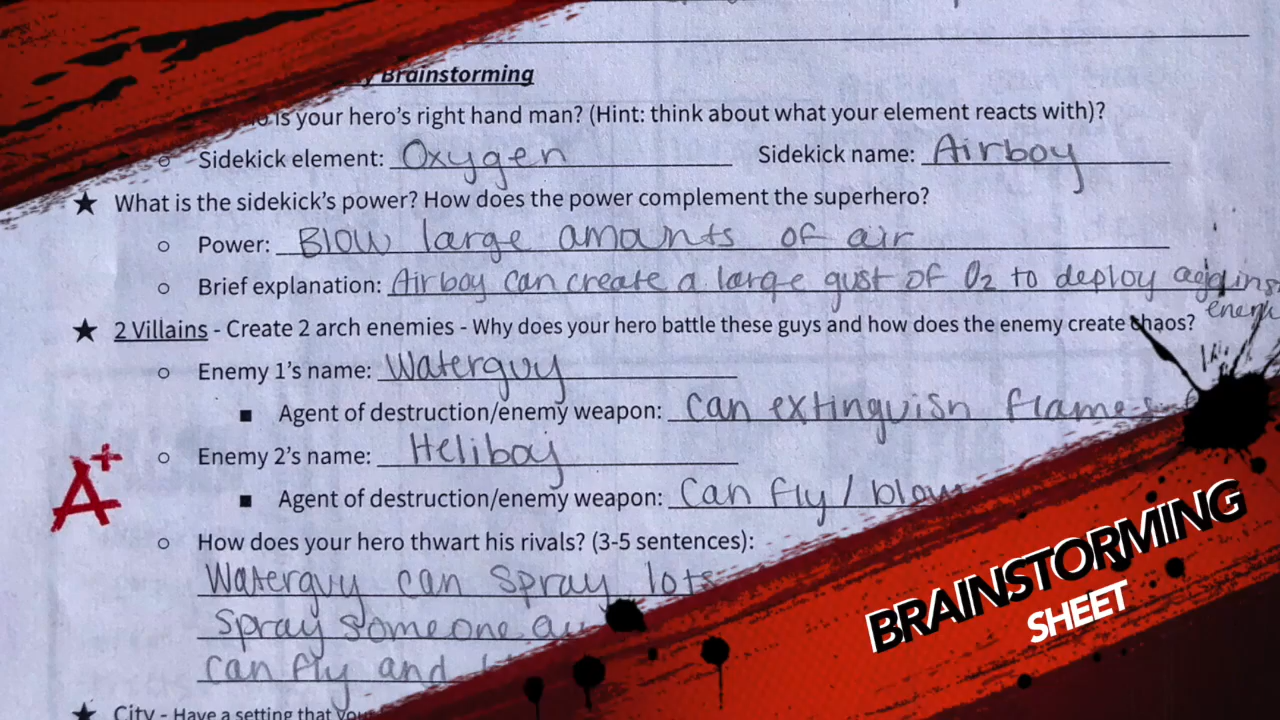 Brainstorming
is your hero's right hand man? (Hint: think about what your element reacts with)?
Sidekick element: Oxygen Sidekick name: Airboy
★ What is the sidekick's power? How does the power complement the superhero?
○ Power: Blow large amounts of air
○ Brief explanation: Airboy can create a large gust of O2 to deploy
★ 2 Villains - Create 2 arch enemies - Why does your hero battle these guys and how does the enemy create chaos?
○ Enemy 1's name: Waterguy
■ Agent of destruction/enemy weapon: can extinguish flames
A+
○ Enemy 2's name: Heliboy
■ Agent of destruction/enemy weapon: Can fly / blow
○ How does your hero thwart his rivals? (3-5 sentences):
Waterguy can spray lots
Spray someone
can fly and
★ City - Have a setting that
BRAINSTORMING
SHEET